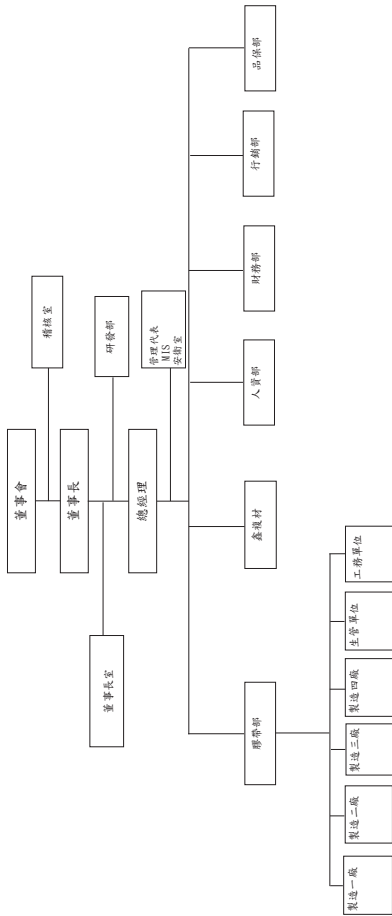 董事會
稽核室
董事長
董事長室
研發部
總經理
管理代表
MIS
安衛室
膠帶部
鑫複材
人資部
財務部
行銷部
品保部
製造一廠
製造二廠
製造三廠
製造四廠
生管單位
工務單位